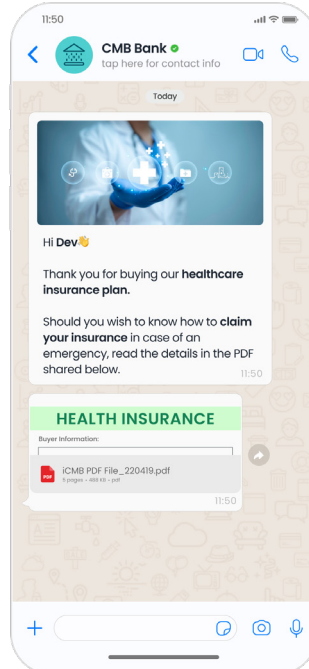 11:50
CMB Bank
tap here for contact info
Today
Hi Dev👋
Thank you for buying our healthcare
insurance plan.
Should you wish to know how to claim
your insurance in case of an
emergency, read the details in the PDF
shared below.
11:50
HEALTH INSURANCE
Buyer Information:
PDF
iCMB PDF File_220419.pdf
5 pages • 489 KB • pdf
11:50